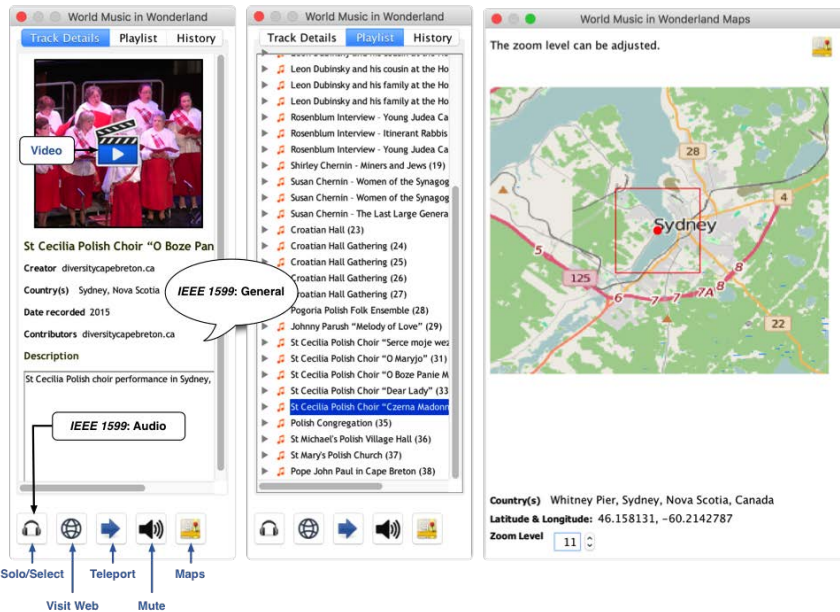 World Music in Wonderland
Track Details Playlist History
Video
St Cecilia Polish Choir “O Boze Pan
Creator diversitycapebreton.ca
Country(s) Sydney, Nova Scotia
Date recorded 2015
Contributors diversitycapebreton.ca
Description
St Cecilia Polish choir performance in Sydney,
IEEE 1599: General
IEEE 1599: Audio
Solo/Select
Visit Web
Teleport
Mute
Maps
World Music in Wonderland
Track Details Playlist History
Leon Dubinsky and his cousin at the Ho
Leon Dubinsky and his family at the Ho
Leon Dubinsky and his family at the Ho
Rosenblum Interview - Young Judea Ca
Rosenblum Interview - Itinerant Rabbis
Rosenblum Interview - Young Judea Ca
Shirley Chernin - Miners and Jews (19)
Susan Chernin - Women of the Synagog
Susan Chernin - Women of the Synagog
Susan Chernin - The Last Large Genera
Croatian Hall (23)
Croatian Hall Gathering (24)
Croatian Hall Gathering (25)
Croatian Hall Gathering (26)
Croatian Hall Gathering (27)
Pogoria Polish Folk Ensemble (28)
Johnny Parush “Melody of Love” (29)
St Cecilia Polish Choir “Serce moje wez
St Cecilia Polish Choir “O Maryjo” (31)
St Cecilia Polish Choir “O Boze Panie M
St Cecilia Polish Choir “Dear Lady” (33
St Cecilia Polish Choir “Czerna Madonn
Polish Congregation (35)
St Michael's Polish Village Hall (36)
St Mary's Polish Church (37)
Pope John Paul in Cape Breton (38)
World Music in Wonderland Maps
The zoom level can be adjusted.
28
4
Sydney
5
125
8
8
7A
7
7
6
22
Country(s) Whitney Pier, Sydney, Nova Scotia, Canada
Latitude & Longitude: 46.158131, -60.2142787
Zoom Level 11